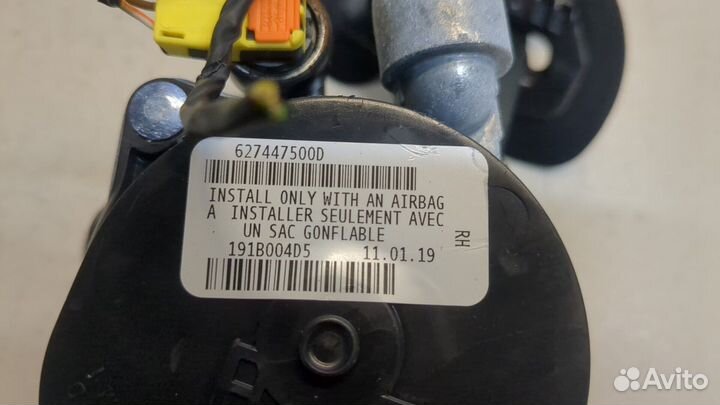 627447500D
INSTALL ONLY WITH AN AIRBAG
A INSTALLER SEULEMENT AVEC
UN SAC GONFLABLE
191B004D5 11.01.19
RH
Avito